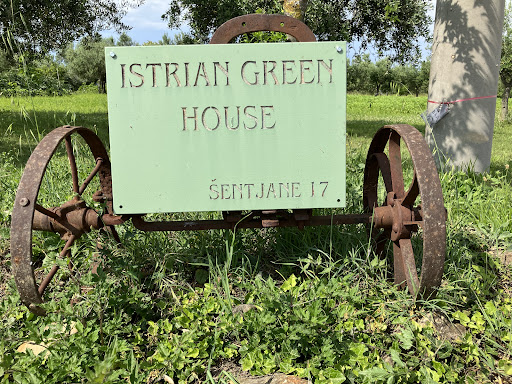 ISTRIAN GREEN
HOUSE
ŠENTJANE 17